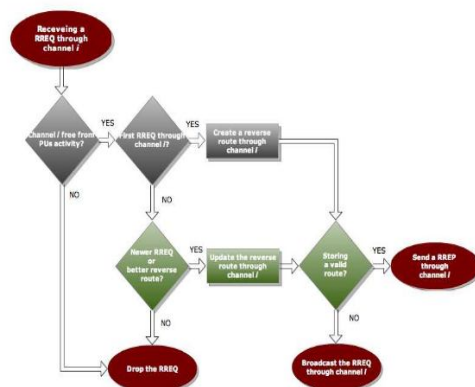 Receveing a
RREQ through
channel i
Channel i free front
PUs activity?
YES
First RREQ through
channel i?
YES
Create a reverse
route through
channel i
NO
NO
Newer RREQ
or
better reverse
route?
YES
Update the reverse
route through
channel i
Storing
a valid
route?
YES
Send a RREP
through
channel i
NO
NO
Drop the RREQ
Broadcast the RREQ
through channel i